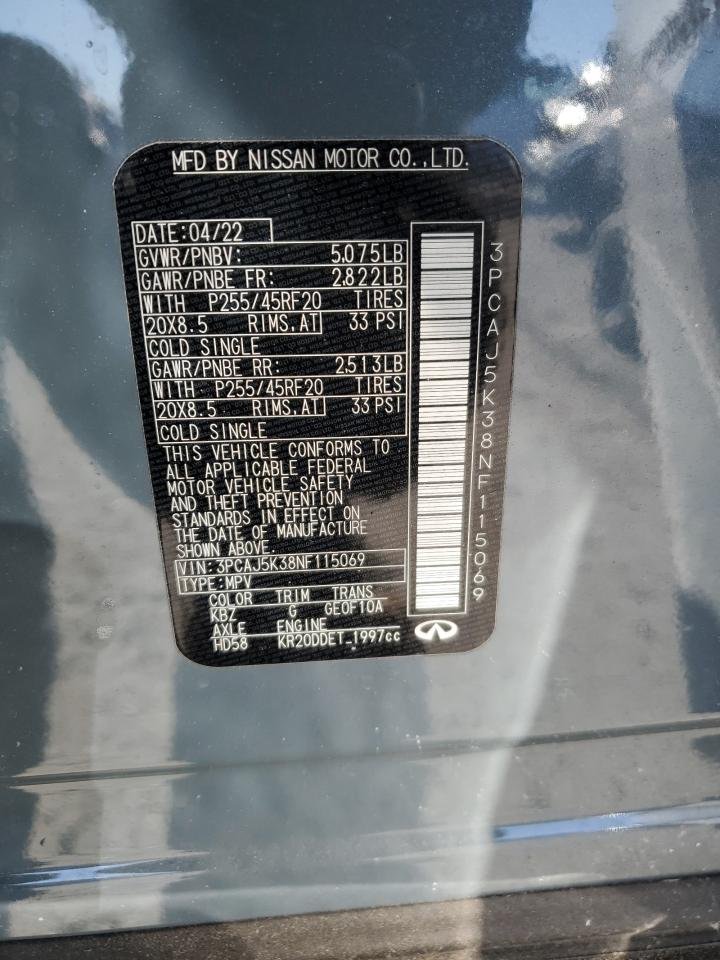 MFD BY NISSAN MOTOR CO.,LTD.
DATE:04/22
GVWR/PNBV: 5.075LB
GAWR/PNBE FR: 2.822LB
WITH P255/45RF20 TIRES
20X8.5 RIMS.AT 33 PSI
COLD SINGLE
GAWR/PNBE RR: 2.513LB
WITH P255/45RF20 TIRES
20X8.5 RIMS.AT 33 PSI
COLD SINGLE
THIS VEHICLE CONFORMS TO
ALL APPLICABLE FEDERAL
MOTOR VEHICLE SAFETY
AND THEFT PREVENTION
STANDARDS IN EFFECT ON
THE DATE OF MANUFACTURE
SHOWN ABOVE.
VIN:3PCAJ5K38NF115069
TYPE:MPV
COLOR TRIM TRANS
KBZ G GEOF10A
AXLE ENGINE
HD58 KR20DDET_1997cc
3PCAJ5K38NF115069